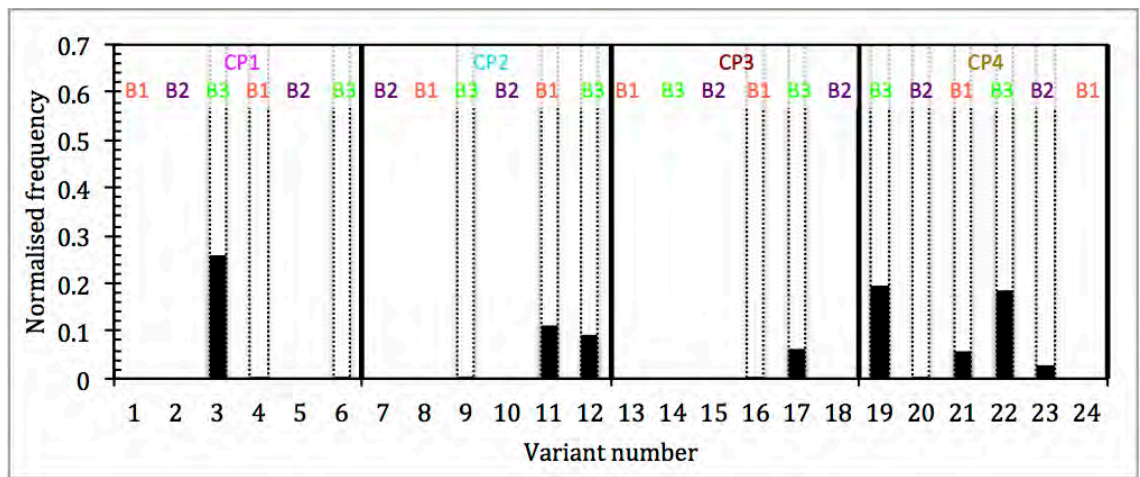 Normalised frequency
0.7
0.6
0.5
0.4
0.3
0.2
0.1
0
CP1 CP2 CP3 CP4
B1 B2 B3 B1 B2 B3 B2 B1 B3 B2 B1 B3 B1 B3 B2 B1 B3 B2 B3 B2 B1 B3 B2 B1
1 2 3 4 5 6 7 8 9 10 11 12 13 14 15 16 17 18 19 20 21 22 23 24
Variant number